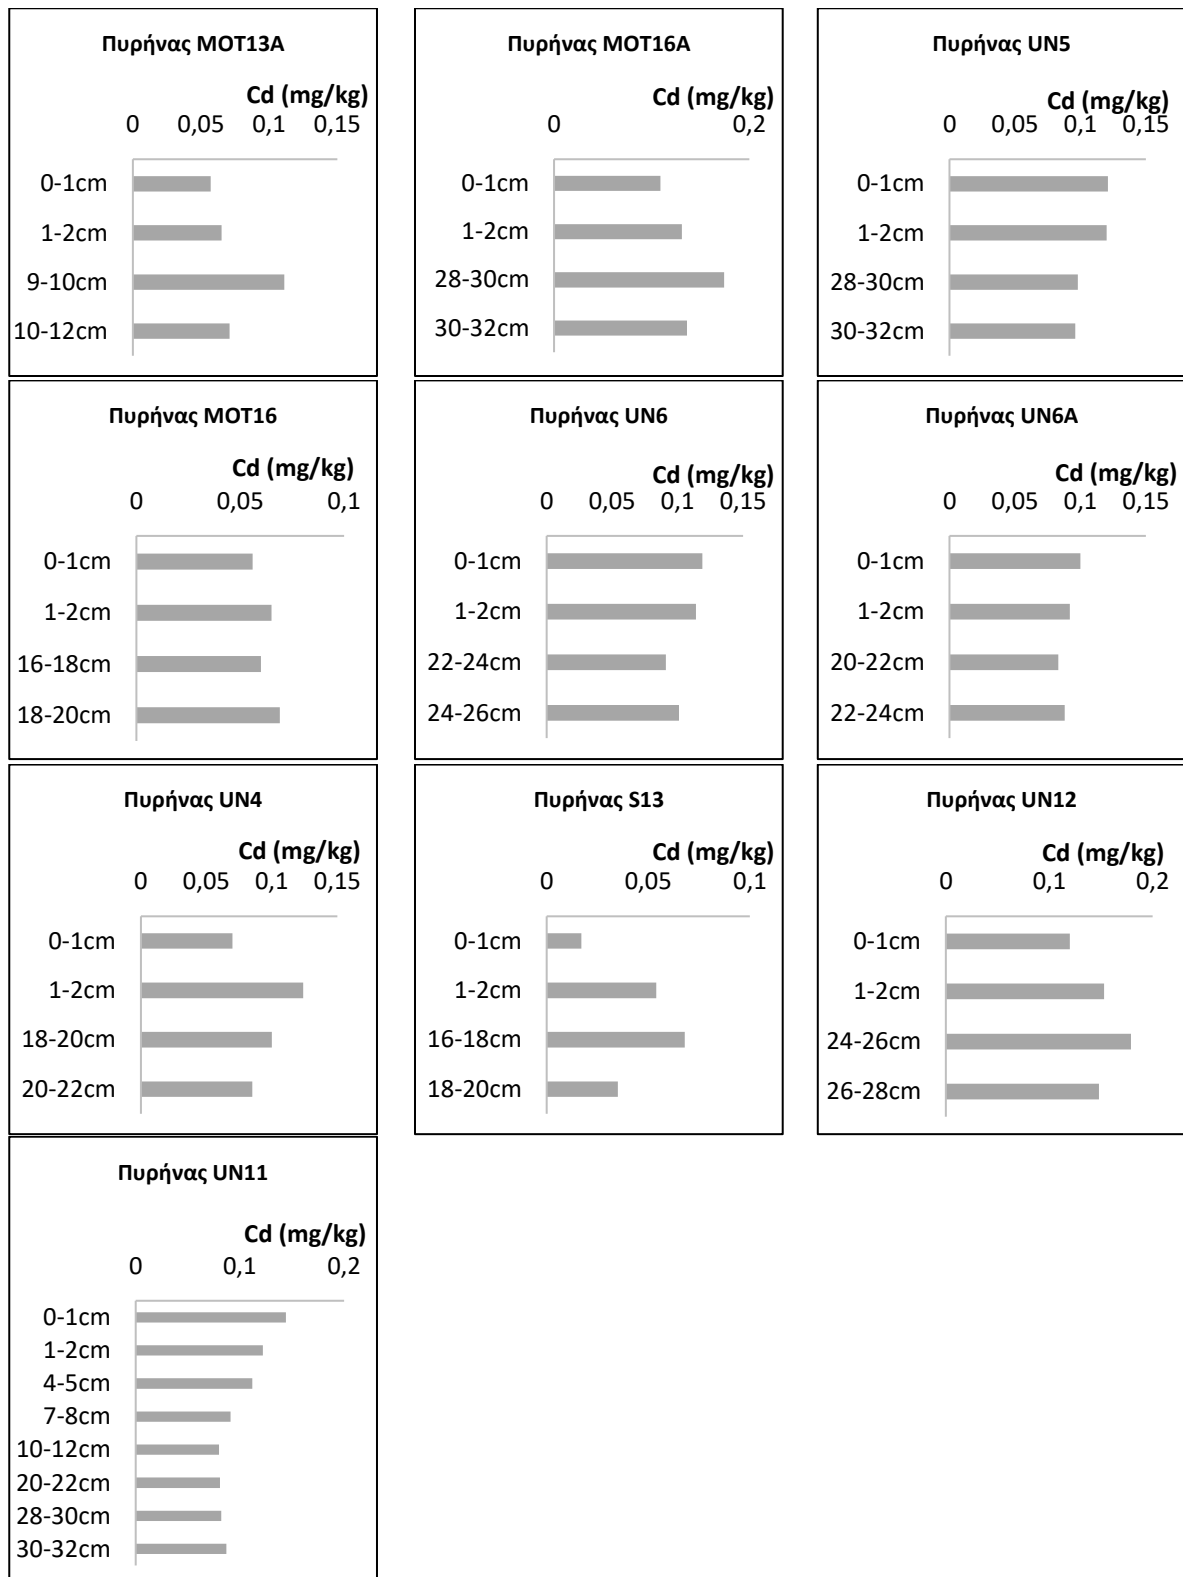 Πυρήνας MOT13A
Cd (mg/kg)
0 0,05 0,1 0,15
0-1cm
1-2cm
9-10cm
10-12cm
Πυρήνας MOT16A
Cd (mg/kg)
0 0,2
0-1cm
1-2cm
28-30cm
30-32cm
Πυρήνας UN5
Cd (mg/kg)
0 0,05 0,1 0,15
0-1cm
1-2cm
28-30cm
30-32cm
Πυρήνας MOT16
Cd (mg/kg)
0 0,05 0,1
0-1cm
1-2cm
16-18cm
18-20cm
Πυρήνας UN6
Cd (mg/kg)
0 0,05 0,1 0,15
0-1cm
1-2cm
22-24cm
24-26cm
Πυρήνας UN6A
Cd (mg/kg)
0 0,05 0,1 0,15
0-1cm
1-2cm
20-22cm
22-24cm
Πυρήνας UN4
Cd (mg/kg)
0 0,05 0,1 0,15
0-1cm
1-2cm
18-20cm
20-22cm
Πυρήνας S13
Cd (mg/kg)
0 0,05 0,1
0-1cm
1-2cm
16-18cm
18-20cm
Πυρήνας UN12
Cd (mg/kg)
0 0,1 0,2
0-1cm
1-2cm
24-26cm
26-28cm
Πυρήνας UN11
Cd (mg/kg)
0 0,1 0,2
0-1cm
1-2cm
4-5cm
7-8cm
10-12cm
20-22cm
28-30cm
30-32cm